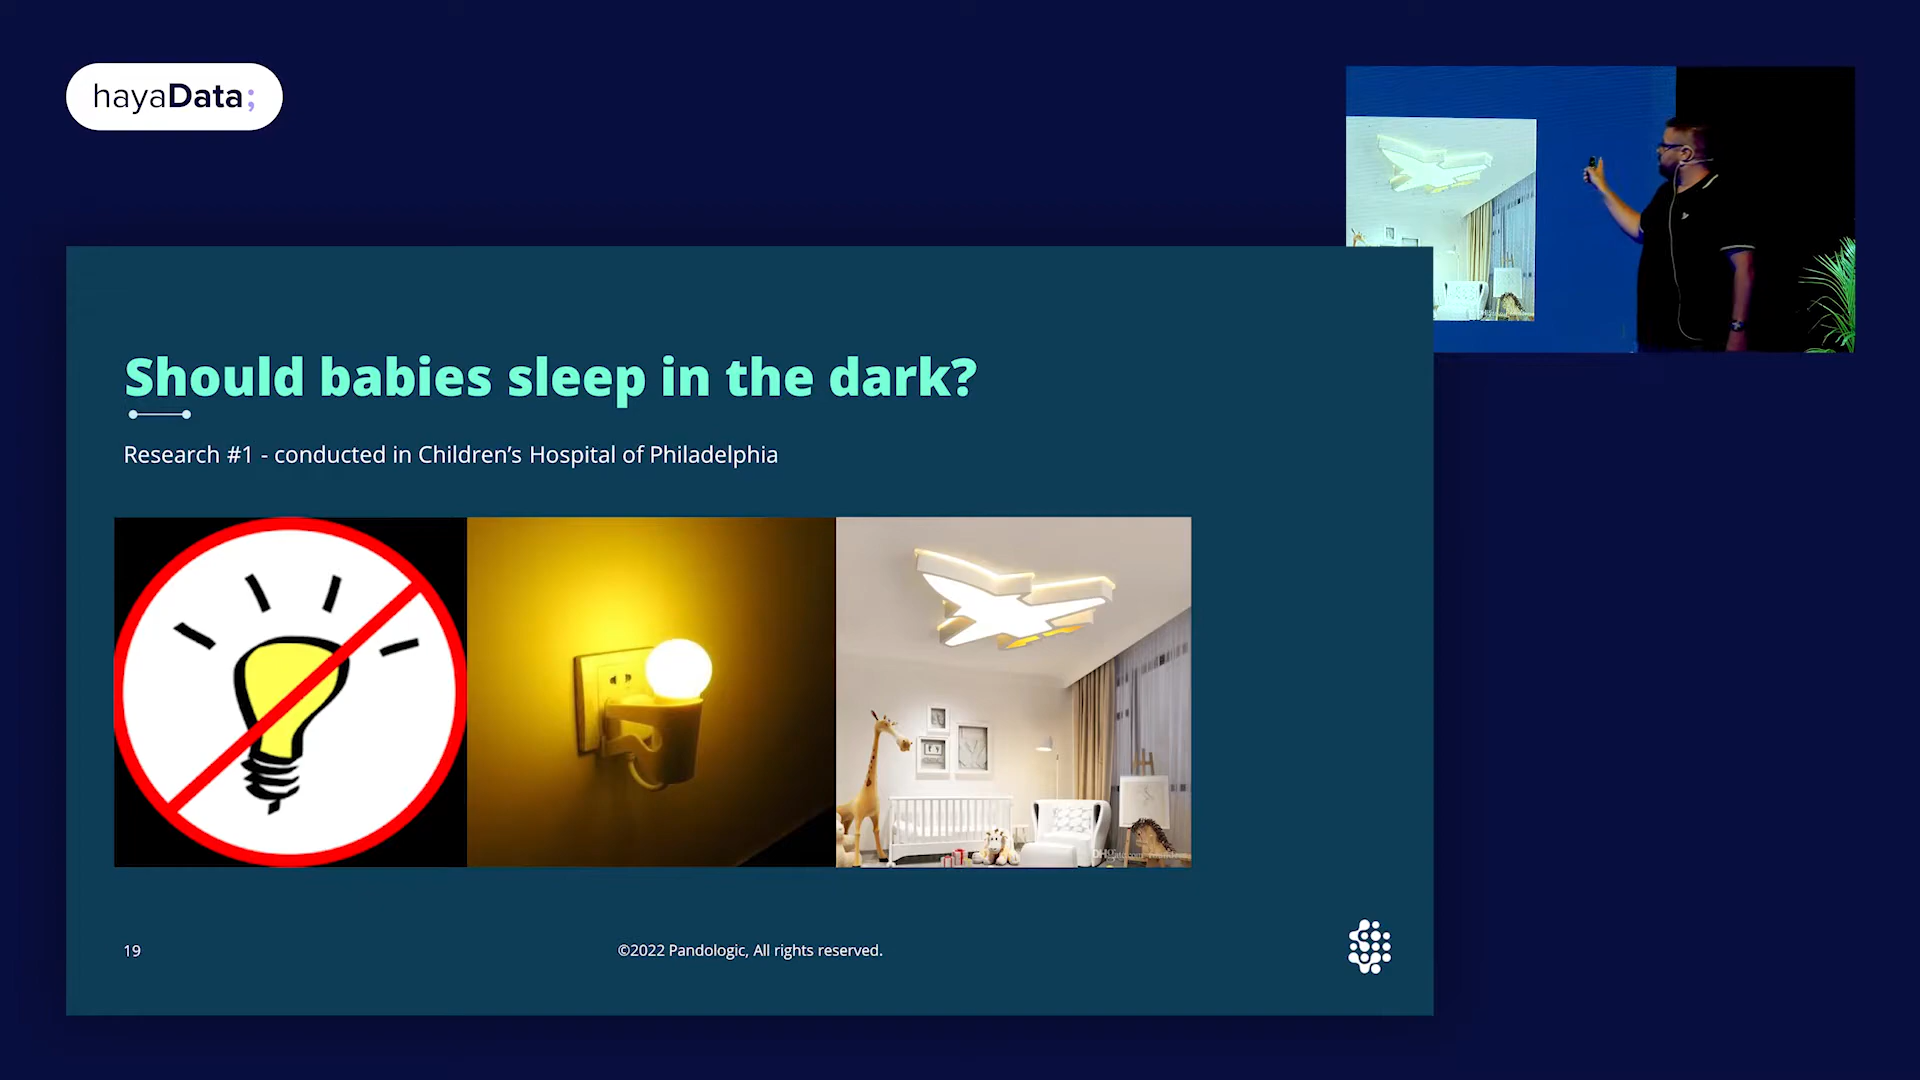 hayaData;
Should babies sleep in the dark?
Research #1 - conducted in Children’s Hospital of Philadelphia
19
©2022 Pandologic, All rights reserved.